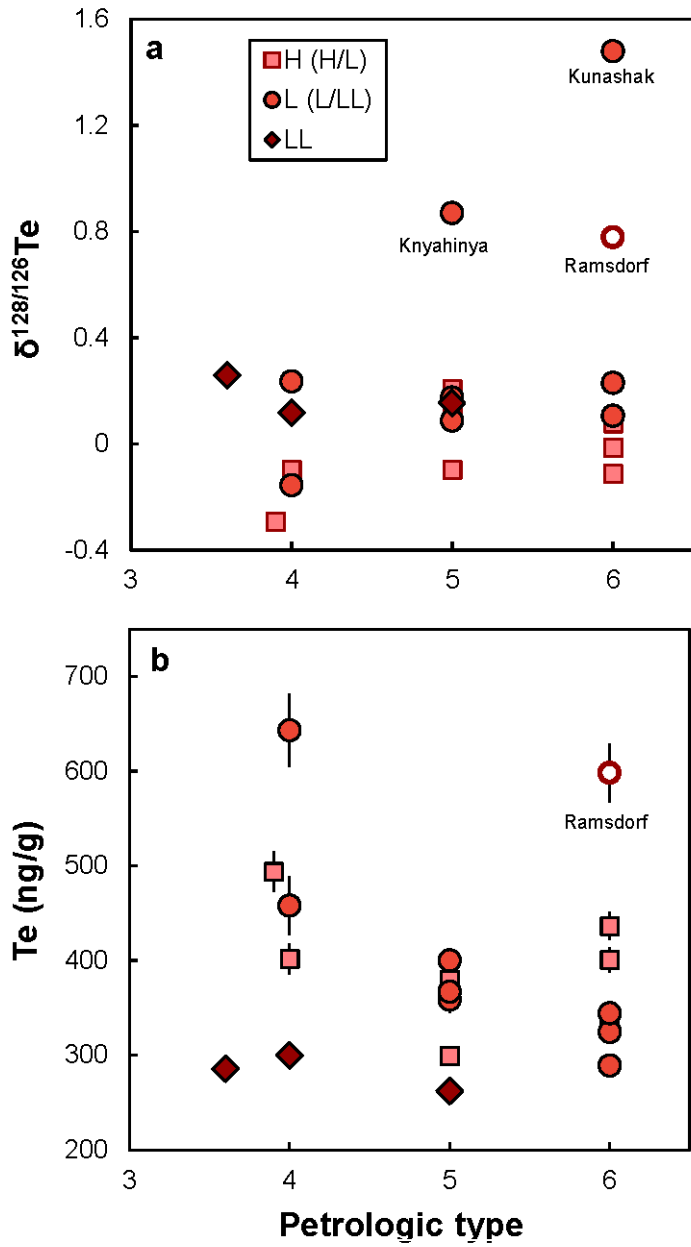 a
H (H/L)
L (L/LL)
LL
1.6
1.2
0.8
0.4
0
-0.4
δ128/126Te
Kunashak
Knyahinya
Ramsdorf
3 4 5 6
b
700
600
500
400
300
200
Te (ng/g)
Ramsdorf
3 4 5 6
Petrologic type